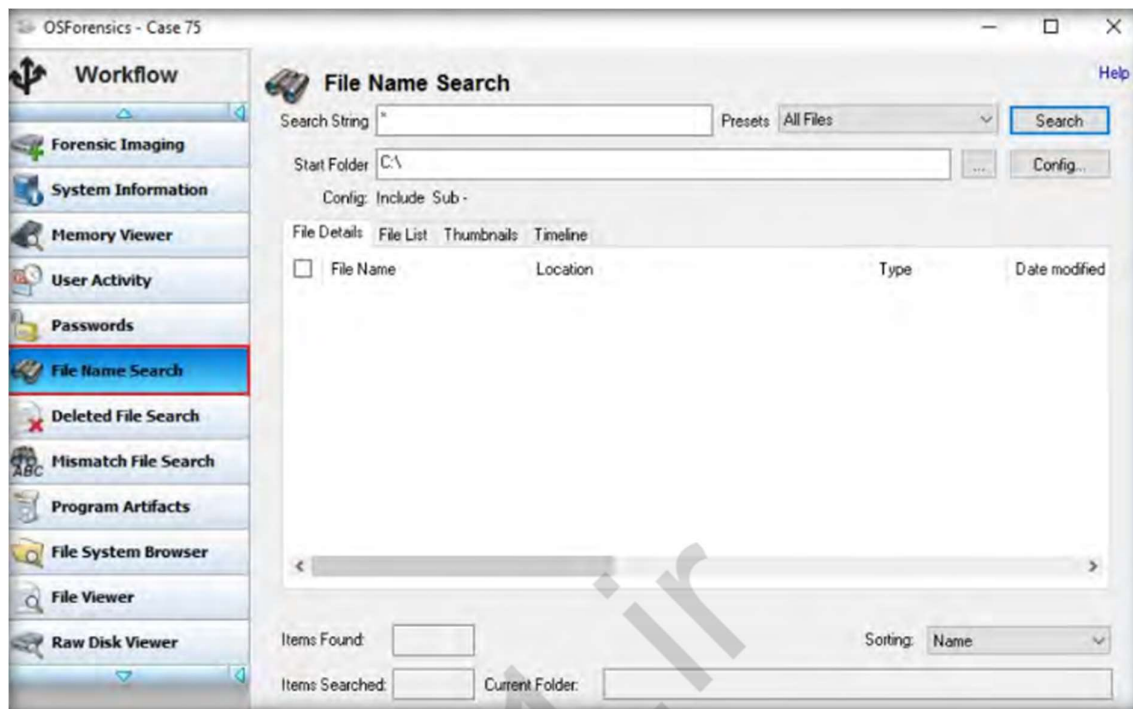 OSForensics - Case 75
Workflow
Forensic Imaging
System Information
Memory Viewer
User Activity
Passwords
File Name Search
Deleted File Search
Mismatch File Search
Program Artifacts
File System Browser
File Viewer
Raw Disk Viewer
File Name Search
Help
Search String * Presets All Files Search
Start Folder C:\ ... Config...
Config: Include Sub -
File Details File List Thumbnails Timeline
File Name Location Type Date modified
Items Found: Sorting: Name
Items Searched: Current Folder:
ir